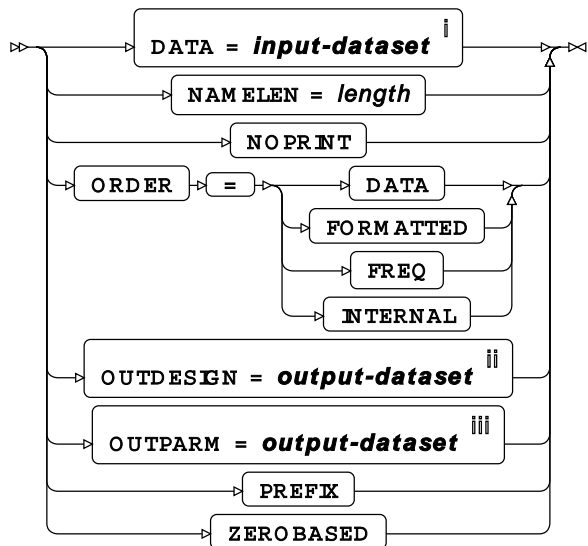 DATA = input-dataset i
NAMELEN = length
NOPRINT
ORDER = DATA
FORMATTED
FREQ
INTERNAL
OUTDESIGN = output-dataset ii
OUTPARM = output-dataset iii
PREFIX
ZEROBASED